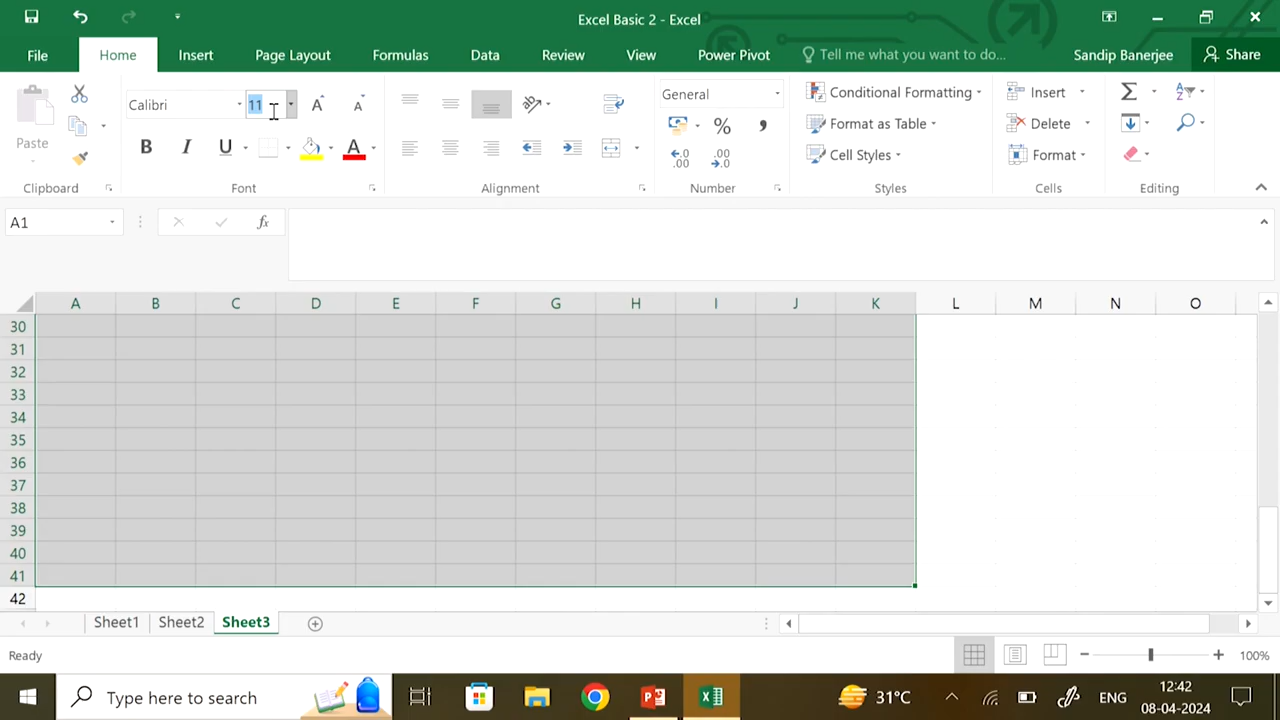 Excel Basic 2 - Excel
File Home Insert Page Layout Formulas Data Review View Power Pivot Tell me what you want to do... Sandip Banerjee Share
Paste
Clipboard
Calibri 11
A A
B I U A
Font
Alignment
General
% ,
.00
.00
Number
Conditional Formatting
Format as Table
Cell Styles
Styles
Insert
Delete
Format
Cells
Σ
Editing
A1 fx
A B C D E F G H I J K L M N O
30
31
32
33
34
35
36
37
38
39
40
41
42
Sheet1 Sheet2 Sheet3
Ready 100%
Type here to search 31°C ENG 12:42
08-04-2024